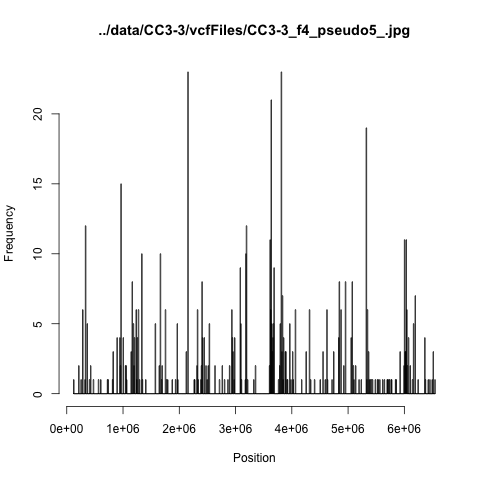 ../data/CC3-3/vcfFiles/CC3-3_f4_pseudo5_.jpg
Frequency
20
15
10
5
0
0e+00 1e+06 2e+06 3e+06 4e+06 5e+06 6e+06
Position